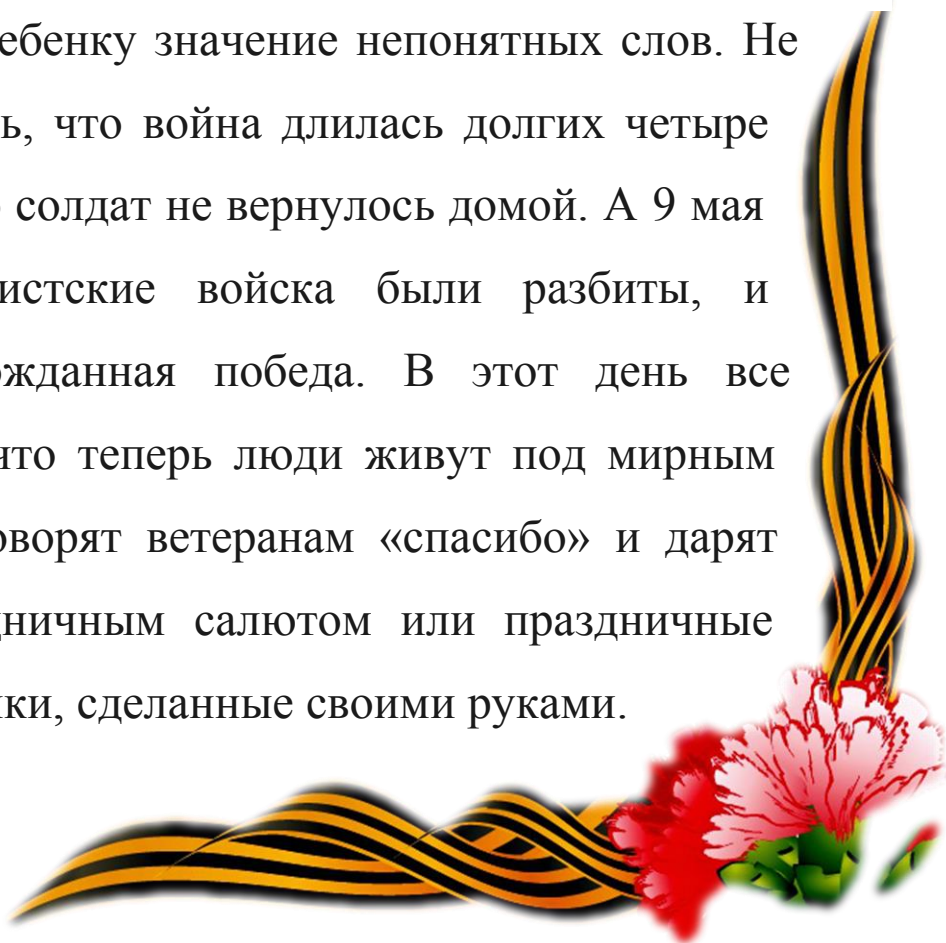 ебенку значение непонятных слов. Не
ь, что война длилась долгих четыре
солдат не вернулось домой. А 9 мая
истские войска были разбиты, и
жданная победа. В этот день все
что теперь люди живут под мирным
оворят ветеранам «спасибо» и дарят
дничным салютом или праздничные
ки, сделанные своими руками.